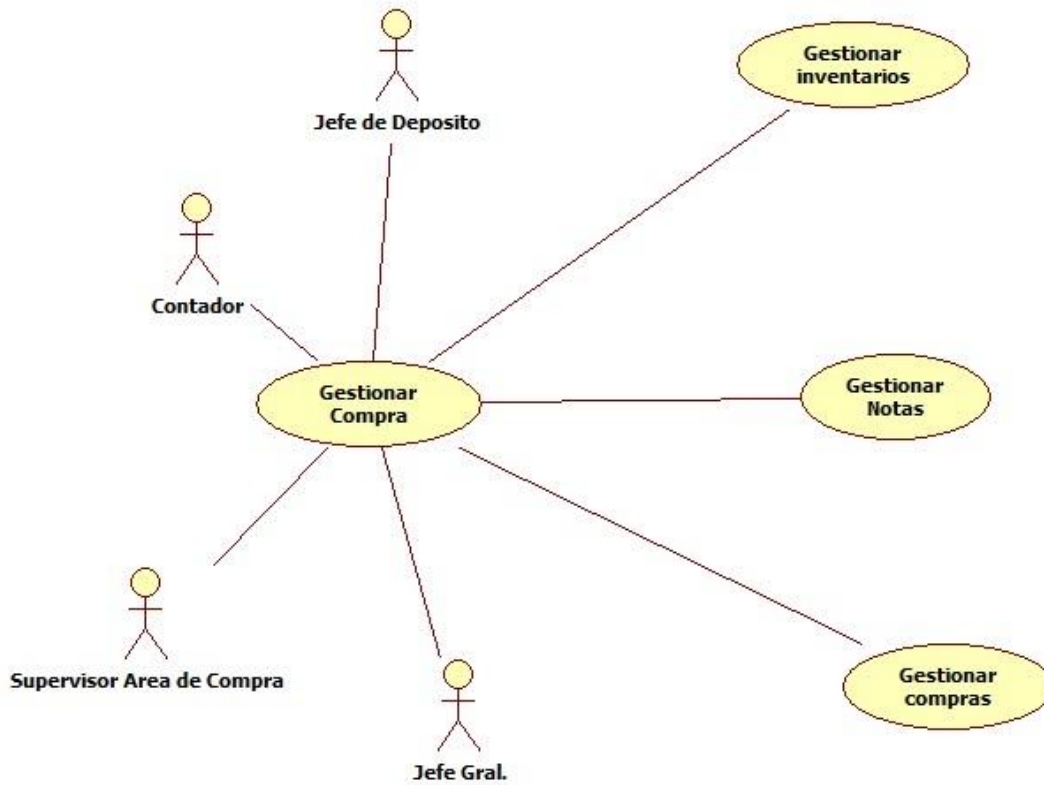 Jefe de Deposito
Gestionar
inventarios
Contador
Gestionar
Compra
Gestionar
Notas
Supervisor Area de Compra
Gestionar
compras
Jefe Gral.